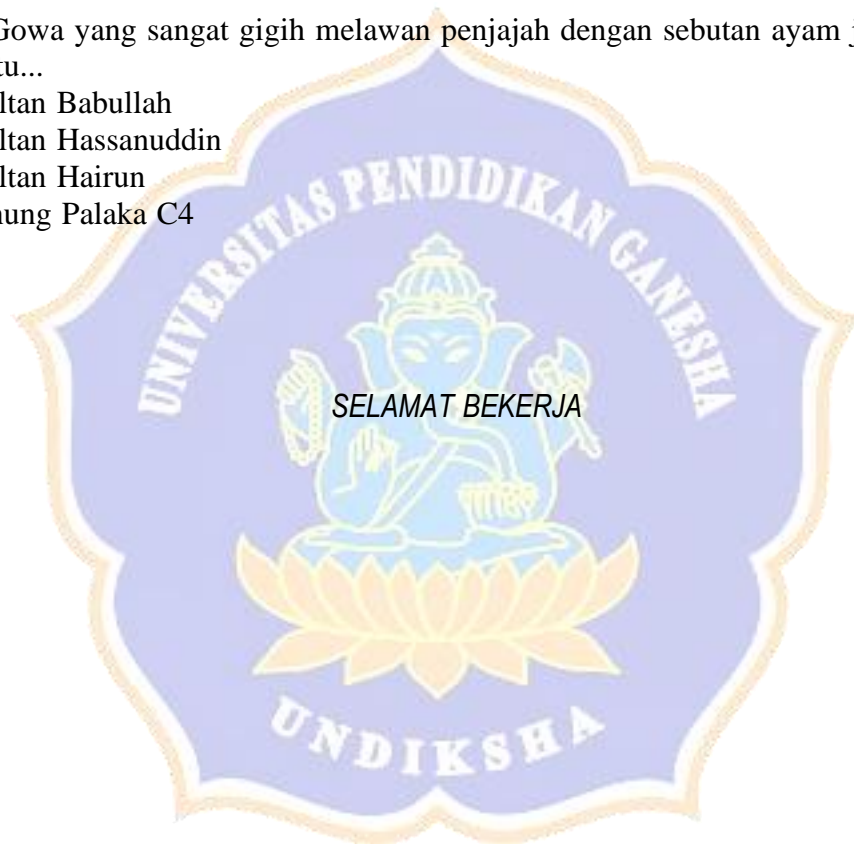 Gowa yang sangat gigih melawan penjajah dengan sebutan ayam
tu...
ltan Babullah
ltan Hassanuddin
ltan Hairun
nung Palaka C4
UNIVERSITAS PENDIDIKAN GANESHA
SELAMAT BEKERJA
UNDIKSHA